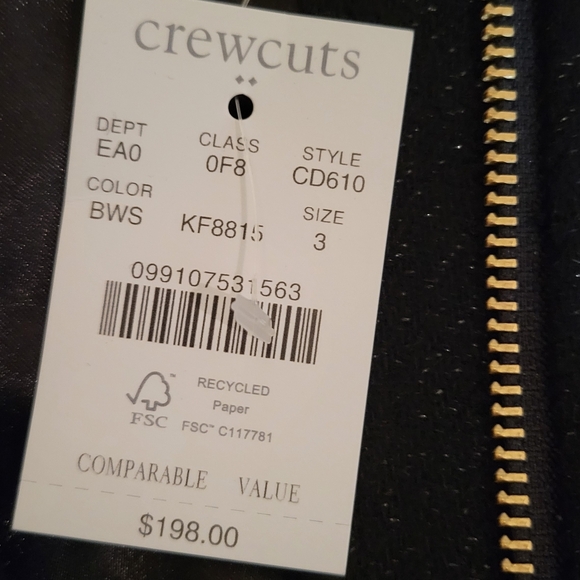 crewcuts
DEPT CLASS STYLE
EA0 0F8 CD610
COLOR SIZE
BWS KF8815 3
099107531563
RECYCLED
Paper
FSC™ FSC™ C117781
COMPARABLE VALUE
$198.00